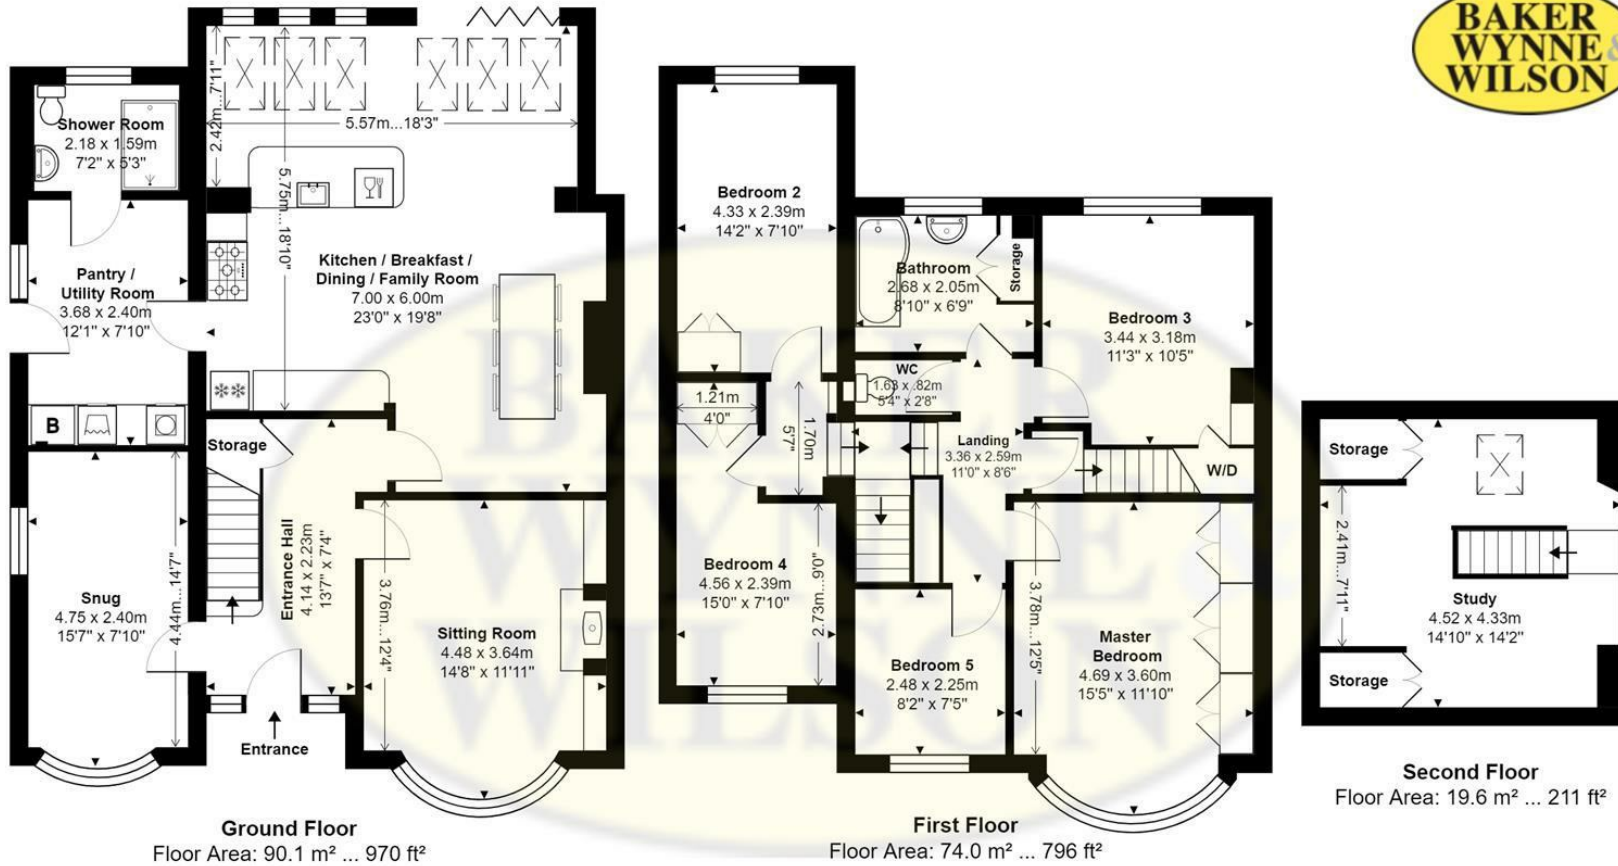 BAKER
WYNNE &
WILSON
Shower Room
2.18 x 1.59m
7'2" x 5'3"
2.42m...7'11"
5.57m...18'3"
5.75m...18'10"
Pantry /
Utility Room
3.68 x 2.40m
12'1" x 7'10"
Kitchen / Breakfast /
Dining / Family Room
7.00 x 6.00m
23'0" x 19'8"
B
Storage
Snug
4.75 x 2.40m
15'7" x 7'10"
4.44m...14'7"
Entrance Hall
4.14 x 2.23m
13'7" x 7'4"
3.76m...12'4"
Sitting Room
4.48 x 3.64m
14'8" x 11'11"
Entrance
Ground Floor
Floor Area: 90.1 m² ... 970 ft²
Bedroom 2
4.33 x 2.39m
14'2" x 7'10"
Bathroom
2.68 x 2.05m
8'10" x 6'9"
Storage
Bedroom 3
3.44 x 3.18m
11'3" x 10'5"
WC
1.63 x .82m
5'4" x 2'8"
1.21m
4'0"
1.70m
5'7"
Landing
3.36 x 2.59m
11'0" x 8'6"
W/D
Bedroom 4
4.56 x 2.39m
15'0" x 7'10"
2.73m...9'0"
Bedroom 5
2.48 x 2.25m
8'2" x 7'5"
3.78m...12'5"
Master
Bedroom
4.69 x 3.60m
15'5" x 11'10"
First Floor
Floor Area: 74.0 m² ... 796 ft²
Storage
2.41m...7'11"
Study
4.52 x 4.33m
14'10" x 14'2"
Storage
Second Floor
Floor Area: 19.6 m² ... 211 ft²
BAKER
WYNNE &
WILSON